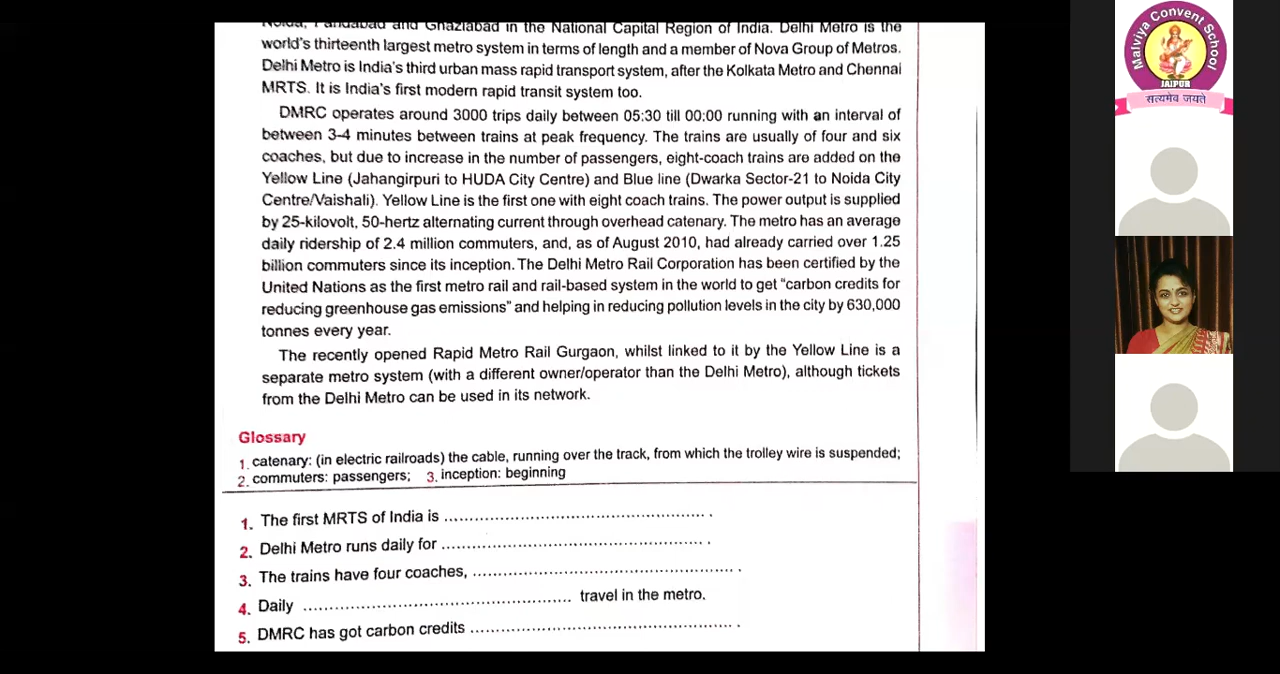 Noida, Faridabad and Ghaziabad in the National Capital Region of India. Delhi Metro is the
world's thirteenth largest metro system in terms of length and a member of Nova Group of Metros.
Delhi Metro is India's third urban mass rapid transport system, after the Kolkata Metro and Chennai
MRTS. It is India's first modern rapid transit system too.
DMRC operates around 3000 trips daily between 05:30 till 00:00 running with an interval of
between 3-4 minutes between trains at peak frequency. The trains are usually of four and six
coaches, but due to increase in the number of passengers, eight-coach trains are added on the
Yellow Line (Jahangirpuri to HUDA City Centre) and Blue line (Dwarka Sector-21 to Noida City
Centre/Vaishali). Yellow Line is the first one with eight coach trains. The power output is supplied
by 25-kilovolt, 50-hertz alternating current through overhead catenary. The metro has an average
daily ridership of 2.4 million commuters, and, as of August 2010, had already carried over 1.25
billion commuters since its inception. The Delhi Metro Rail Corporation has been certified by the
United Nations as the first metro rail and rail-based system in the world to get "carbon credits for
reducing greenhouse gas emissions" and helping in reducing pollution levels in the city by 630,000
tonnes every year.
The recently opened Rapid Metro Rail Gurgaon, whilst linked to it by the Yellow Line is a
separate metro system (with a different owner/operator than the Delhi Metro), although tickets
from the Delhi Metro can be used in its network.
Glossary
1. catenary: (in electric railroads) the cable, running over the track, from which the trolley wire is suspended;
2. commuters: passengers; 3. inception: beginning
1. The first MRTS of India is ..................................................... .
2. Delhi Metro runs daily for ..................................................... .
3. The trains have four coaches, ..................................................... .
4. Daily ..................................................... travel in the metro.
5. DMRC has got carbon credits ..................................................... .
Malviya Convent School
JAIPUR
सत्यमेव जयते